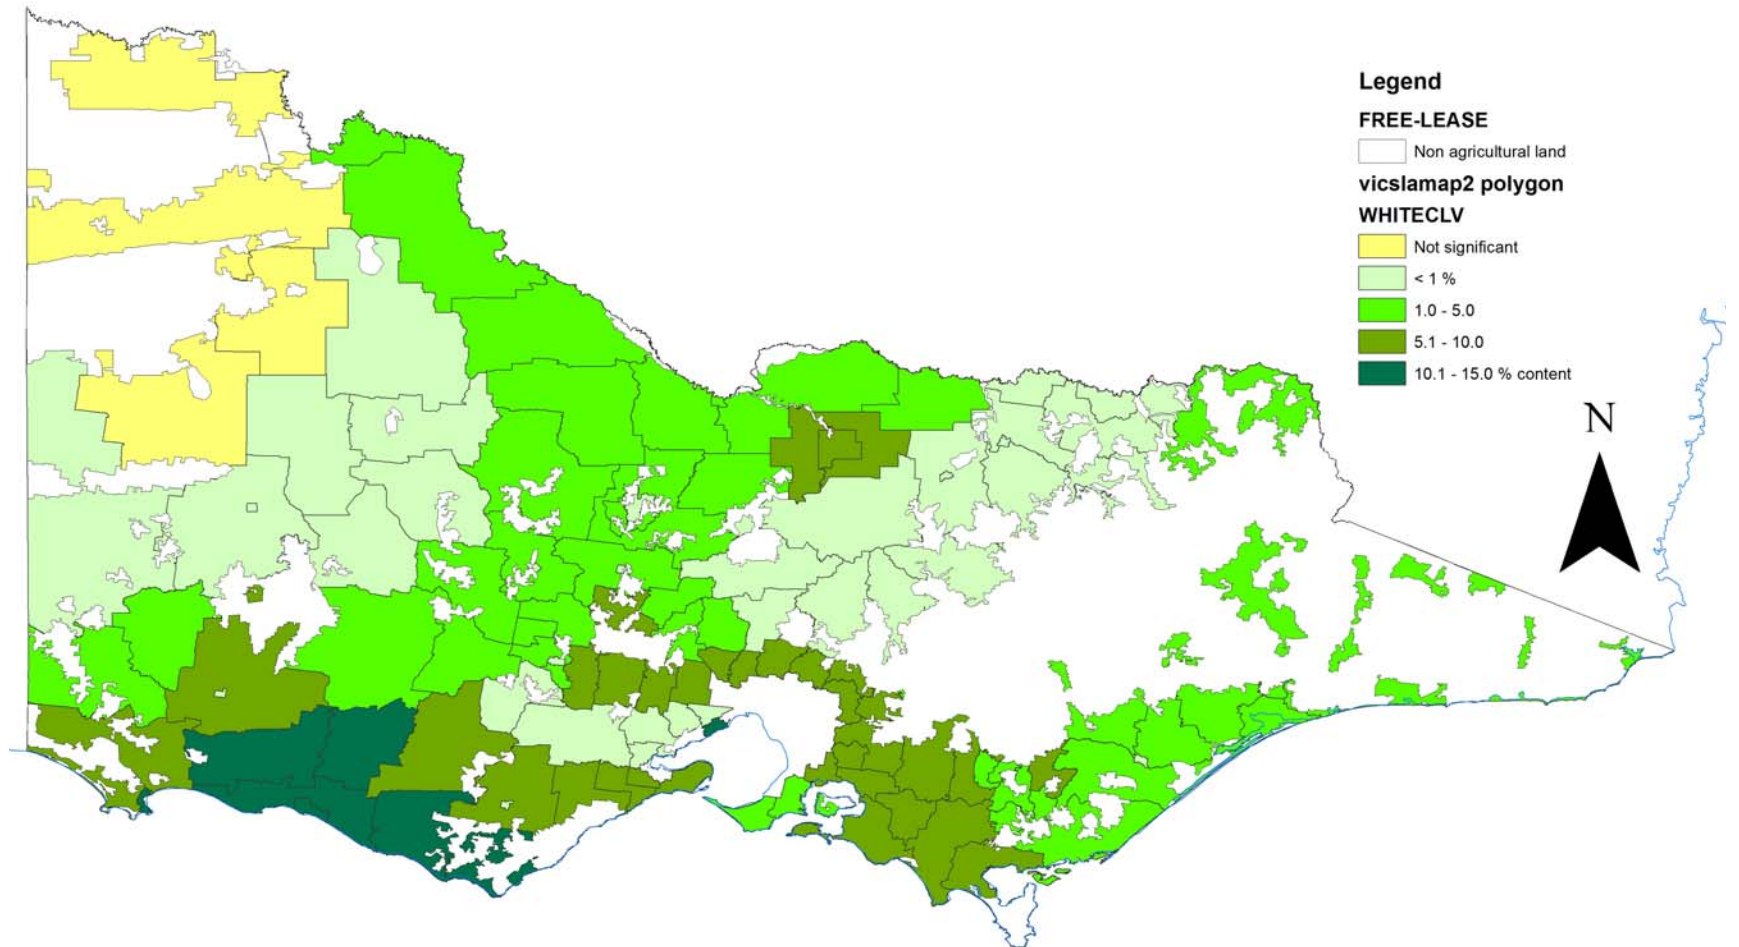 Legend
FREE-LEASE
Non agricultural land
vicslamap2 polygon
WHITECLV
Not significant
< 1 %
1.0 - 5.0
5.1 - 10.0
10.1 - 15.0 % content
N